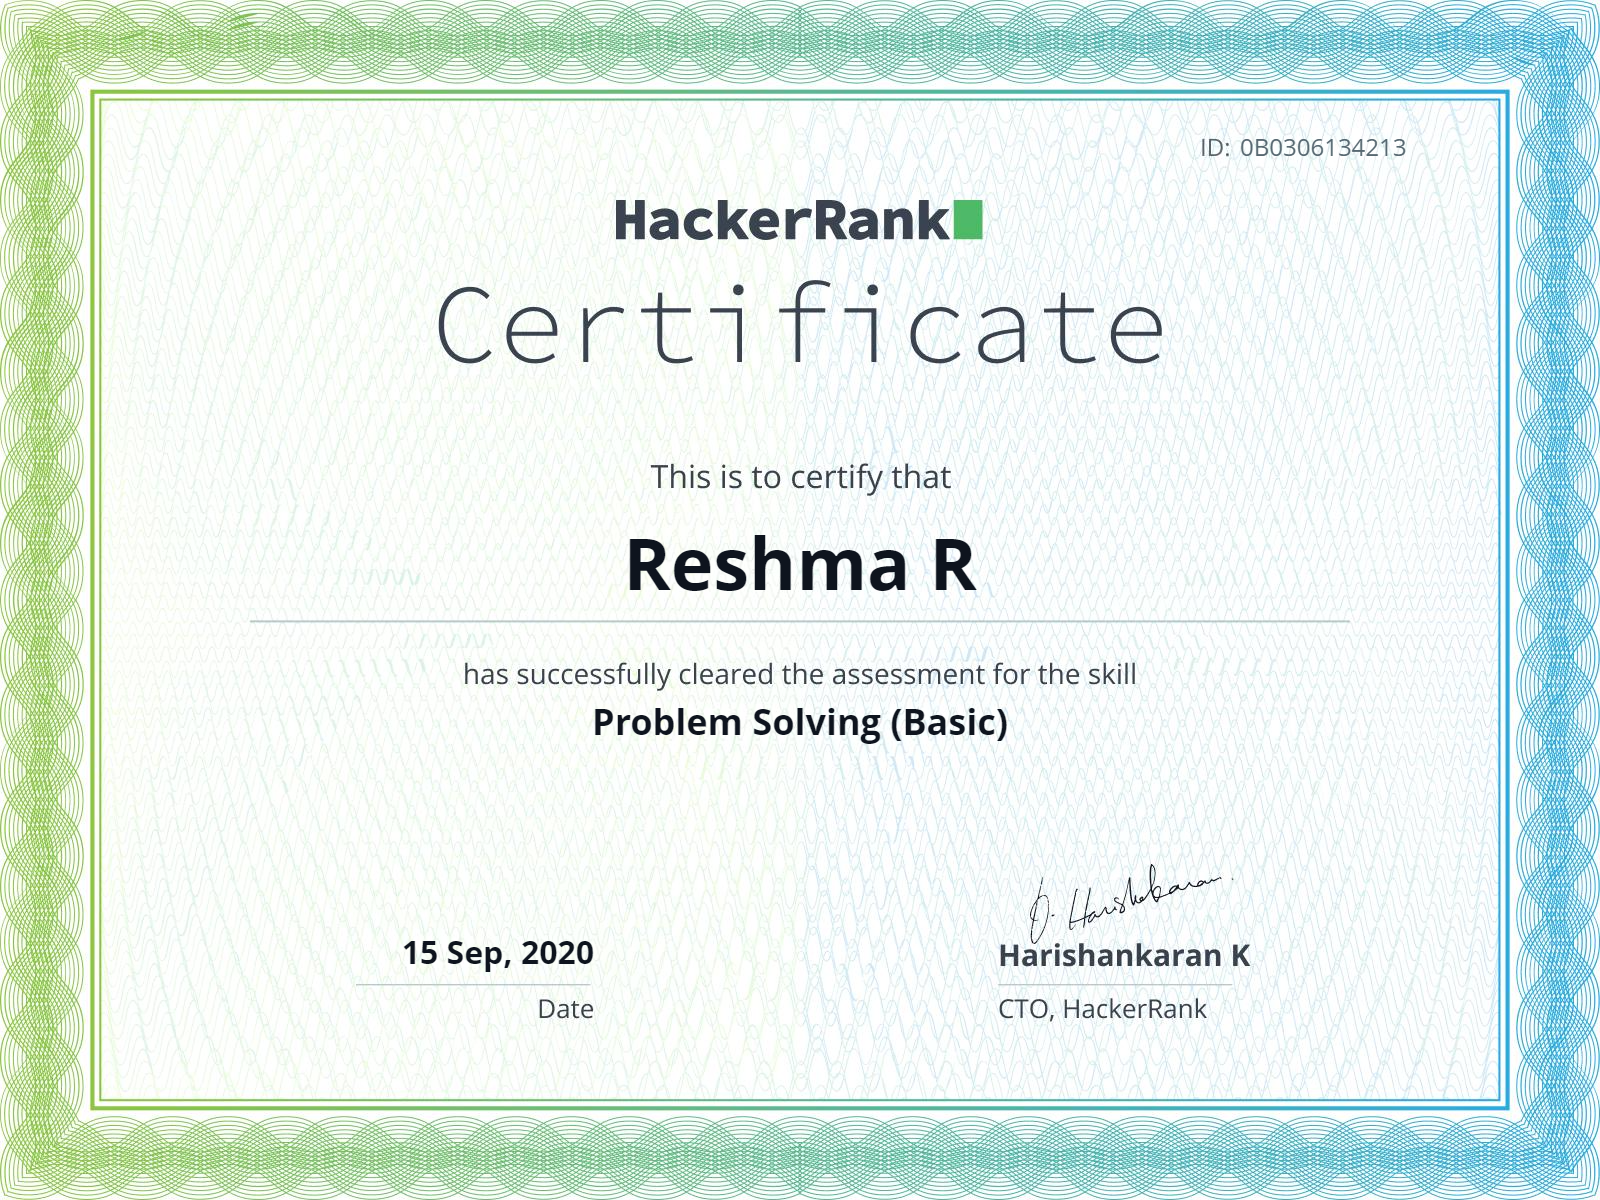 ID: 0B0306134213
HackerRank
Certificate
This is to certify that
Reshma R
has successfully cleared the assessment for the skill
Problem Solving (Basic)
15 Sep, 2020
Date
J. Harishankaran
Harishankaran K
CTO, HackerRank